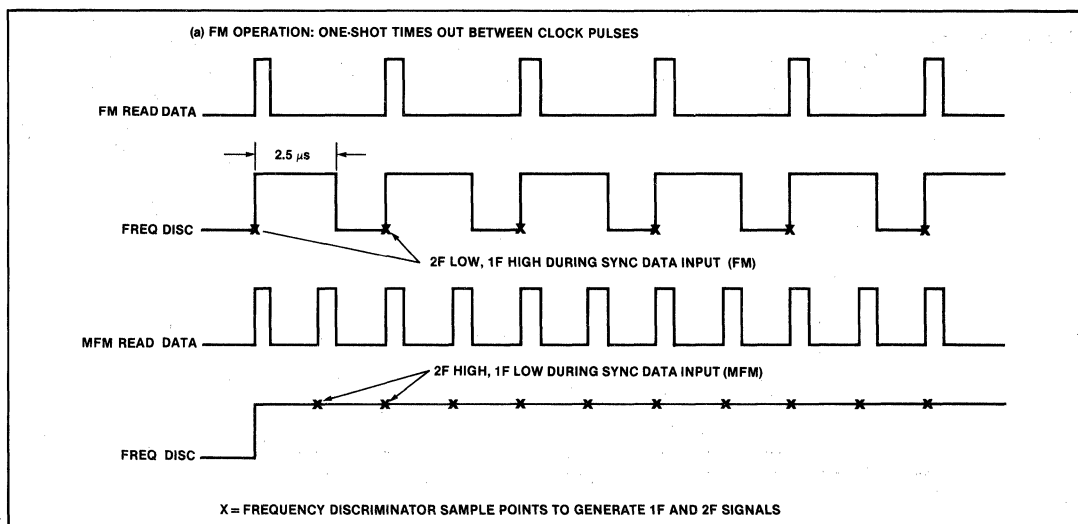 (a) FM OPERATION: ONE-SHOT TIMES OUT BETWEEN CLOCK PULSES
FM READ DATA
2.5 μs
FREQ DISC
2F LOW, 1F HIGH DURING SYNC DATA INPUT (FM)
MFM READ DATA
2F HIGH, 1F LOW DURING SYNC DATA INPUT (MFM)
FREQ DISC
X = FREQUENCY DISCRIMINATOR SAMPLE POINTS TO GENERATE 1F AND 2F SIGNALS